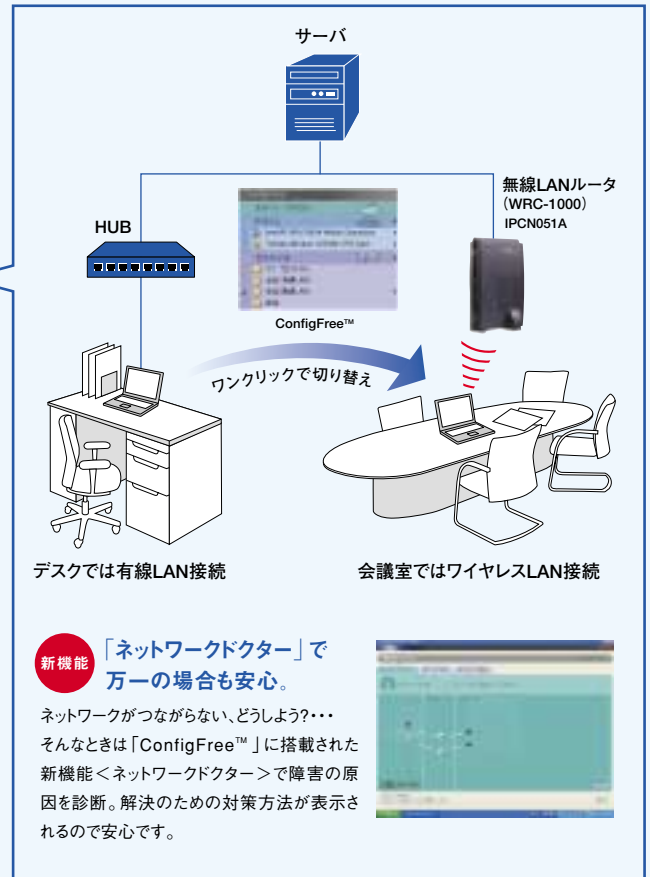 サーバ
無線LANルータ
(WRC-1000)
IPCN051A
HUB
ConfigFree™
ワンクリックで切り替え
デスクでは有線LAN接続
会議室ではワイヤレスLAN接続
新機能
「ネットワークドクター」で
万一の場合も安心。
ネットワークがつながらない、どうしよう?・・・
そんなときは「ConfigFree™」に搭載された
新機能＜ネットワークドクター＞で障害の原
因を診断。解決のための対策方法が表示さ
れるので安心です。